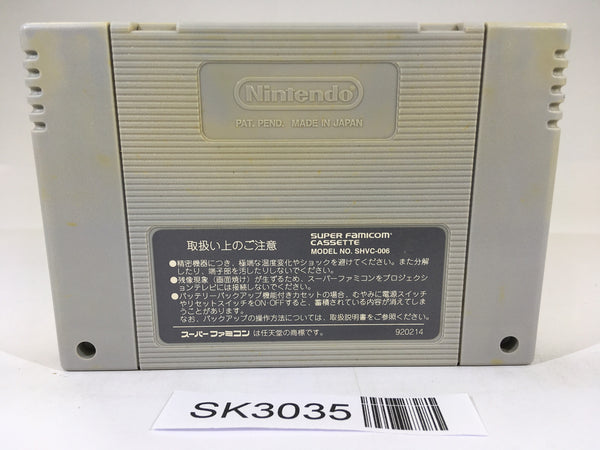 Nintendo
PAT. PEND. MADE IN JAPAN
取扱い上のご注意
SUPER FAMICOM
CASSETTE
MODEL NO. SHVC-006
●精密機器につき、極端な温度変化やショックを避けてください。また分解
したり、端子部を汚したりしないでください。
●残像現象(画面焼け)が生ずるため、スーパーファミコンをプロジェクシ
ョンテレビには接続しないでください。
●バッテリーバックアップ機能付きカセットの場合、むやみに電源スイッチ
やリセットスイッチをON・OFFすると、蓄積されている内容が消えてしま
うことがあります。
なお、バックアップの操作方法については、取扱説明書をご参照ください。
スーパーファミコン は任天堂の商標です。
920214
SK3035